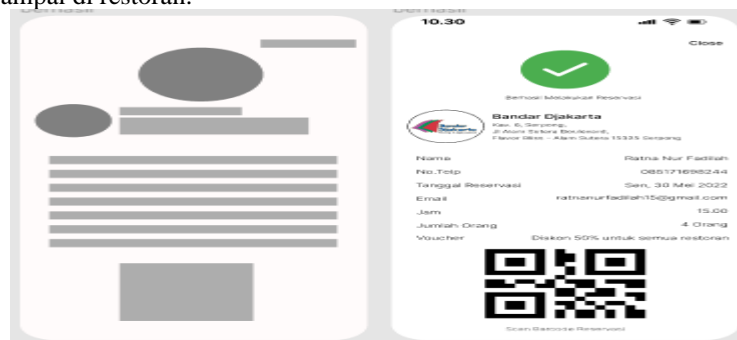 di restoran.
10.30
Close
Berhasil Melakukan Reservasi
Bandar Djakarta
Kav. 6, Serpong,
Jl Alam Sutera Boulevard,
Flavor Bliss - Alam Sutera 15325 Serpong
Nama Ratna Nur Fadilah
No.Telp 085171698244
Tanggal Reservasi Sen, 30 Mei 2022
Email ratnanurfadilah15@gmail.com
Jam 15.00
Jumlah Orang 4 Orang
Voucher Diskon 50% untuk semua restoran
Scan Barcode Reservasi